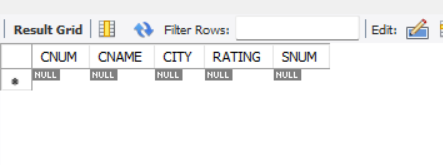 Result Grid Filter Rows: Edit:
CNUM CNAME CITY RATING SNUM
NULL NULL NULL NULL NULL